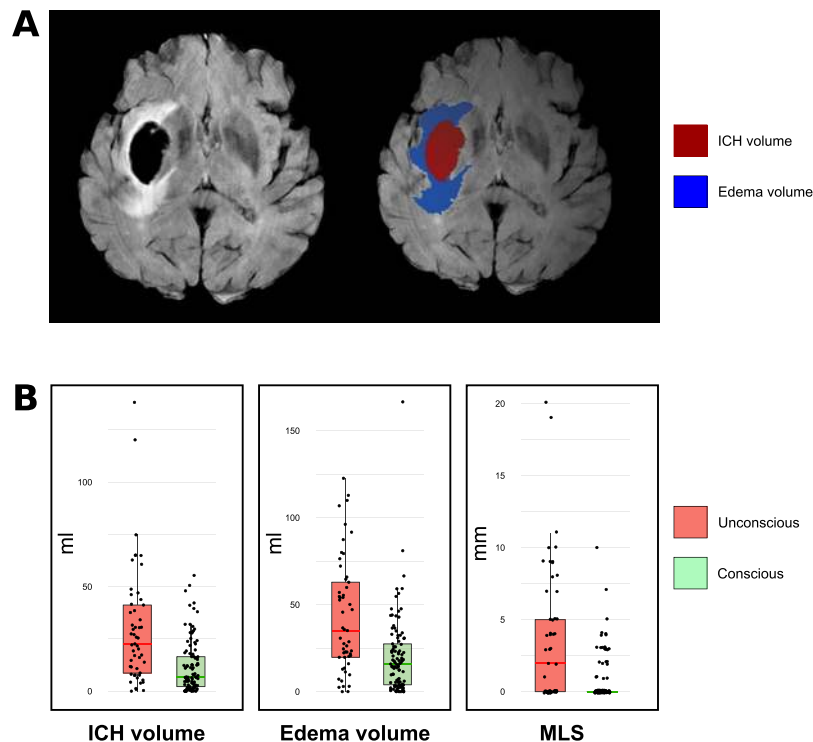 A
ICH volume
Edema volume
B
ml
100
50
0
ICH volume
ml
150
100
50
0
Edema volume
mm
20
15
10
5
0
MLS
Unconscious
Conscious